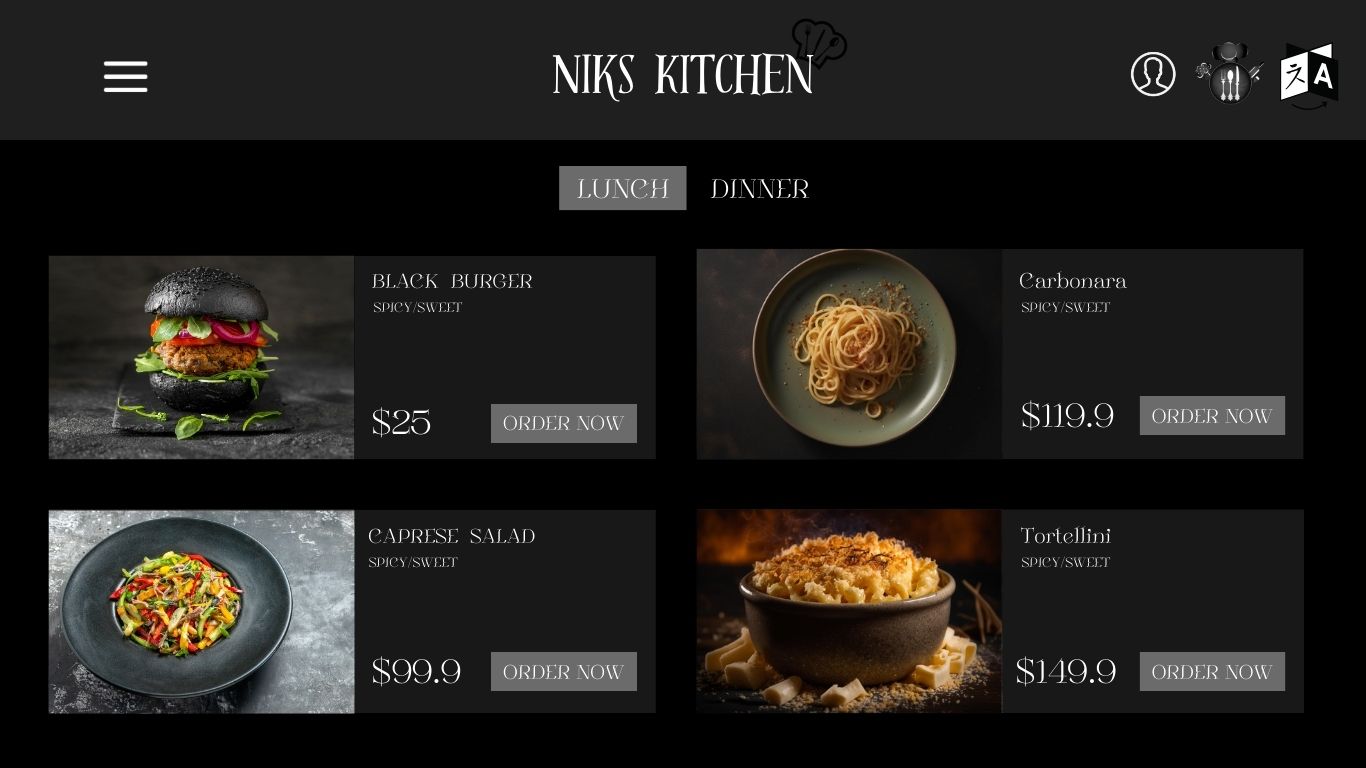 NIKS KITCHEN
A
LUNCH DINNER
BLACK BURGER
SPICY/SWEET
$25 ORDER NOW
Carbonara
SPICY/SWEET
$119.9 ORDER NOW
CAPRESE SALAD
SPICY/SWEET
$99.9 ORDER NOW
Tortellini
SPICY/SWEET
$149.9 ORDER NOW